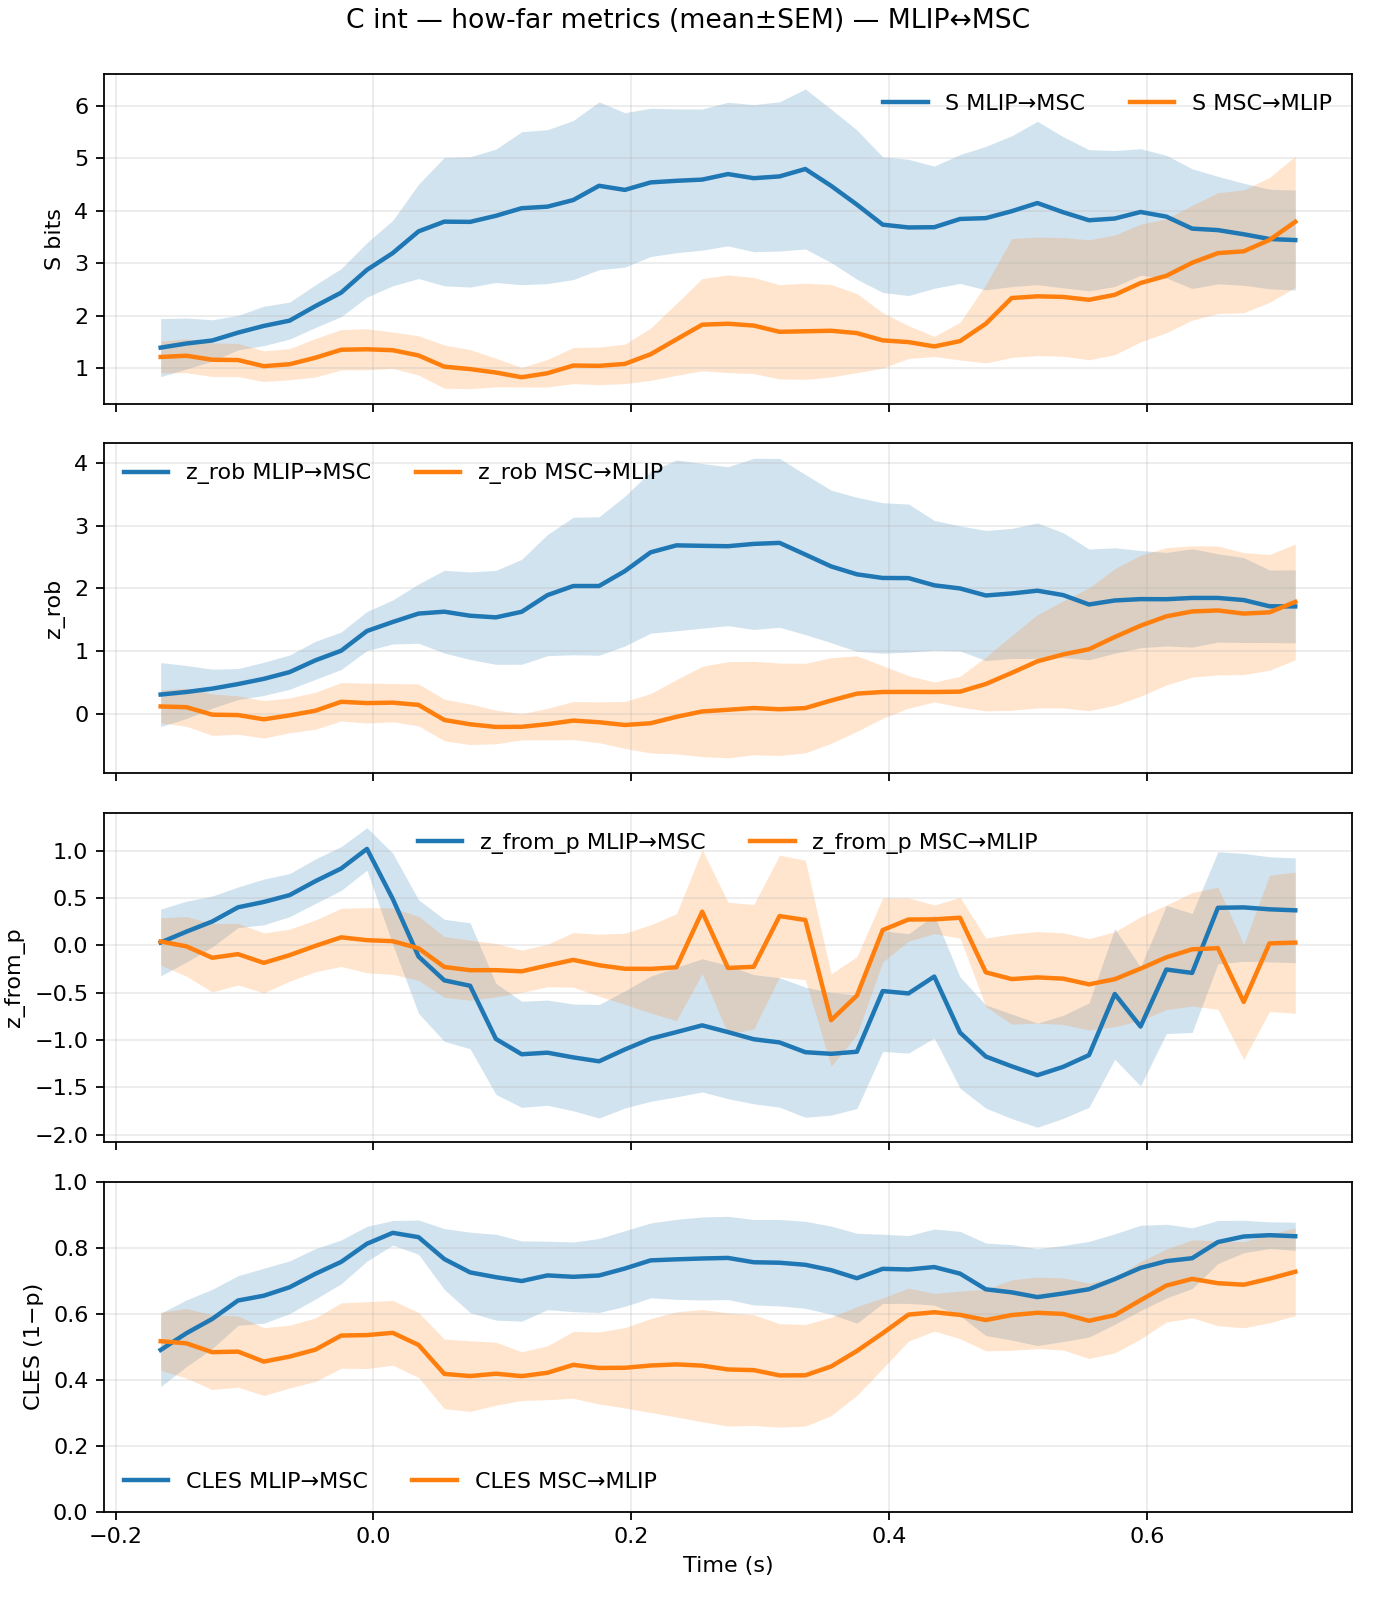 C int — how-far metrics (mean±SEM) — MLIP↔MSC
S MLIP→MSC
S MSC→MLIP
6
5
4
3
2
1
S bits
z_rob MLIP→MSC
z_rob MSC→MLIP
4
3
2
1
0
z_rob
z_from_p MLIP→MSC
z_from_p MSC→MLIP
1.0
0.5
0.0
−0.5
−1.0
−1.5
−2.0
z_from_p
1.0
0.8
0.6
0.4
0.2
0.0
CLES (1−p)
CLES MLIP→MSC
CLES MSC→MLIP
−0.2
0.0
0.2
0.4
0.6
Time (s)